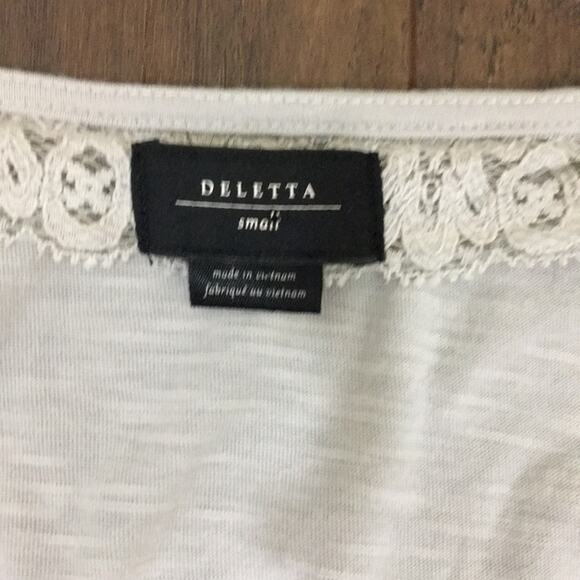 DELETTA
small
made in vietnam
fabriqué au vietnam